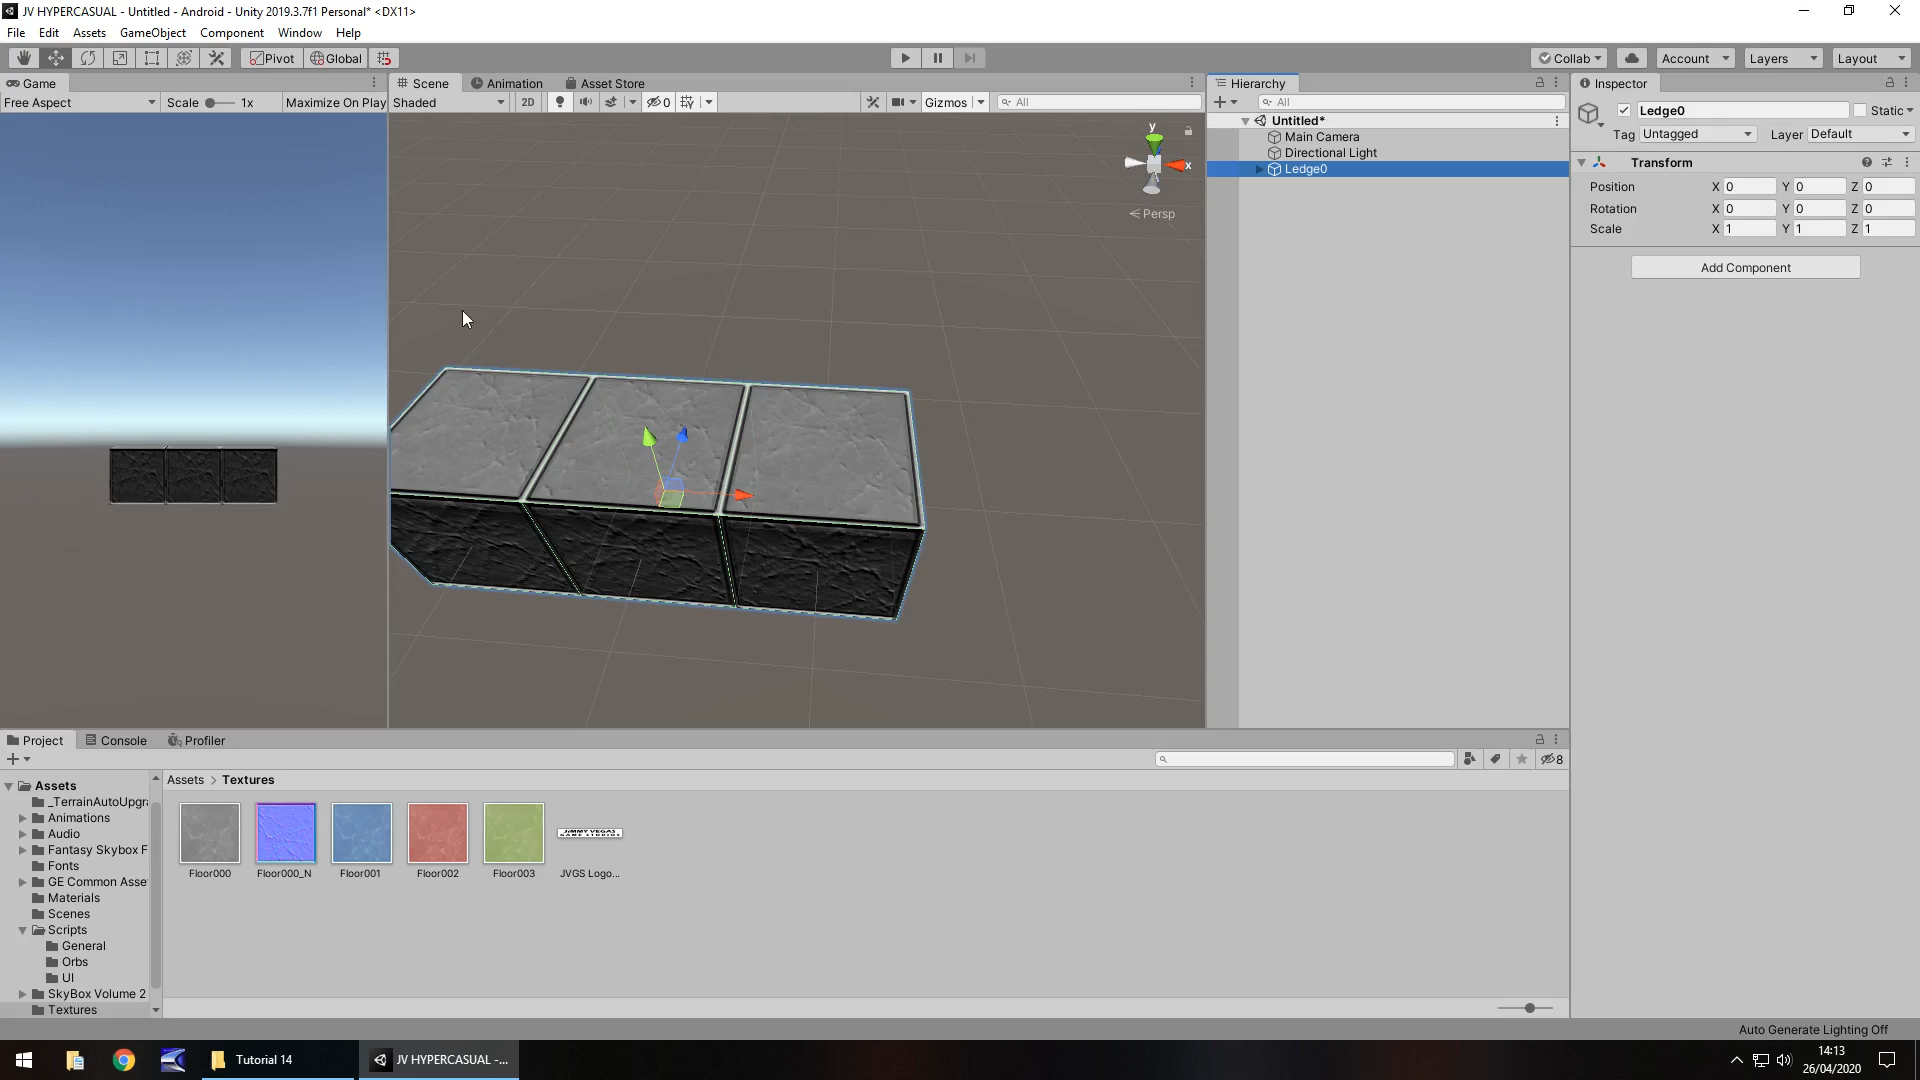 JV HYPERCASUAL - Untitled - Android - Unity 2019.3.7f1 Personal* <DX11>
File Edit Assets GameObject Component Window Help
Pivot Global Collab Account Layers Layout
Game
Free Aspect Scale 1x Maximize On Play
Scene Animation Asset Store
Shaded 2D 0 Gizmos All
y
x
Persp
Hierarchy
All
Untitled*
Main Camera
Directional Light
Ledge0
Inspector
Ledge0 Static
Tag Untagged Layer Default
Transform
Position X 0 Y 0 Z 0
Rotation X 0 Y 0 Z 0
Scale X 1 Y 1 Z 1
Add Component
Project Console Profiler
8
Assets
_TerrainAutoUpgra
Animations
Audio
Fantasy Skybox F
Fonts
GE Common Asse
Materials
Scenes
Scripts
General
Orbs
UI
SkyBox Volume 2
Textures
Assets > Textures
JIMMY VEGAS
GAME STUDIOS
Floor000 Floor000_N Floor001 Floor002 Floor003 JVGS Logo...
Auto Generate Lighting Off
Tutorial 14
JV HYPERCASUAL -...
14:13
26/04/2020